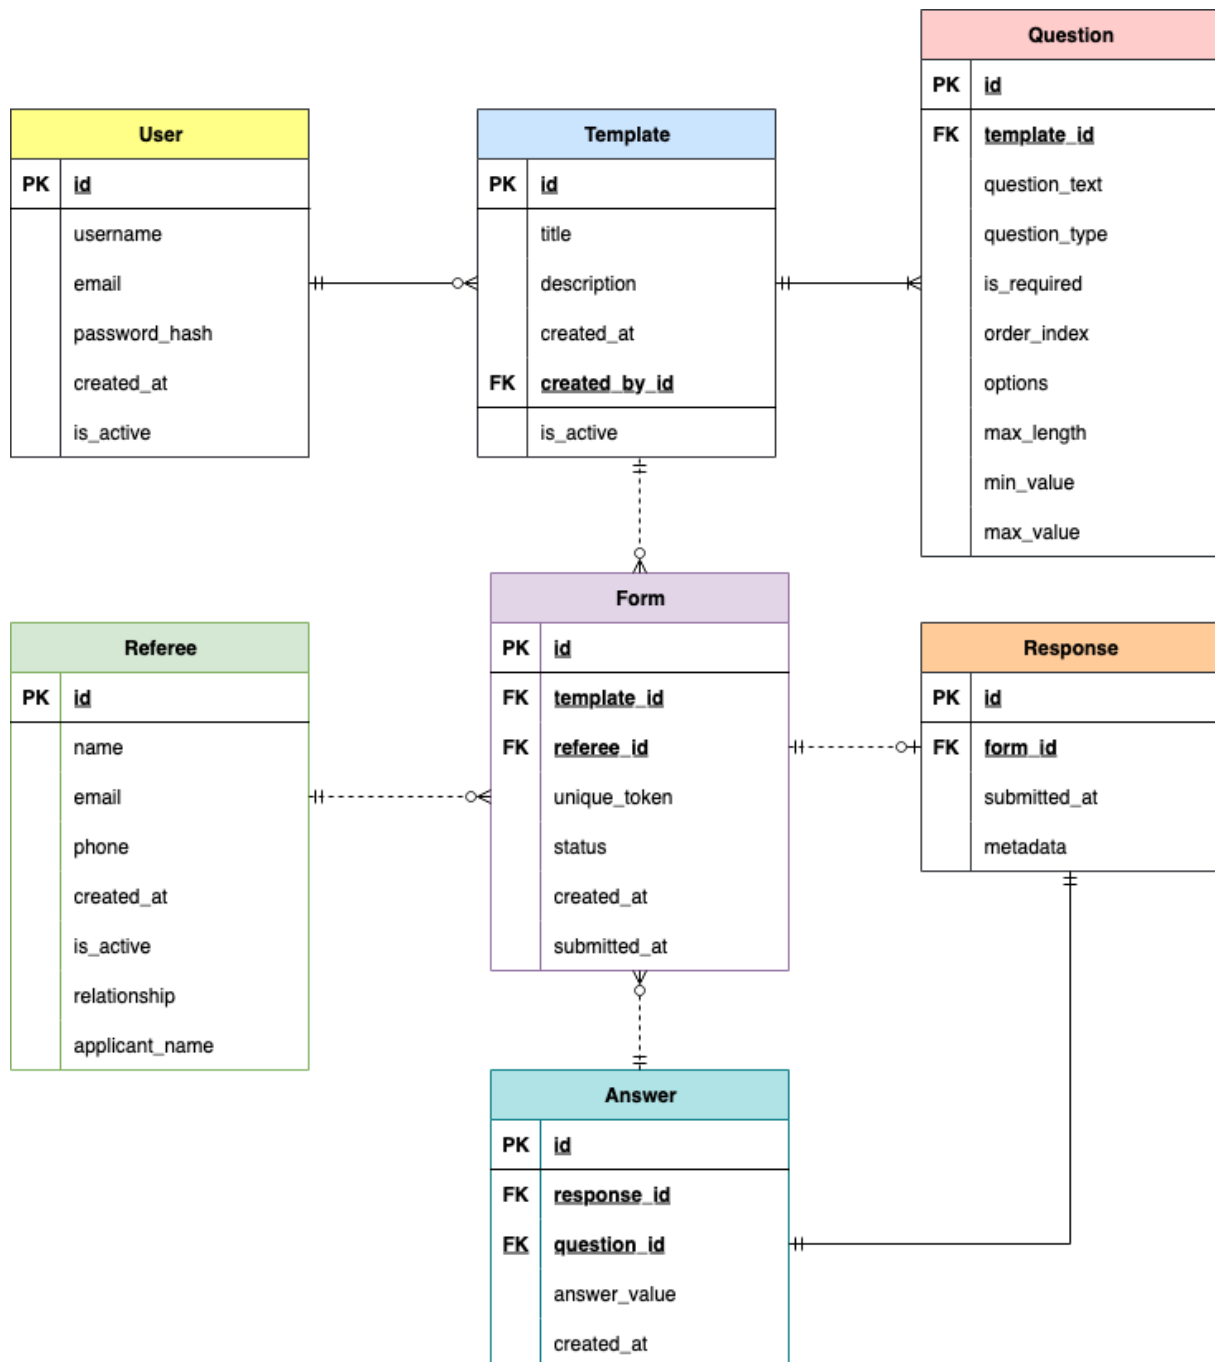 Question
PK id
FK template_id
question_text
question_type
is_required
order_index
options
max_length
min_value
max_value
User
PK id
username
email
password_hash
created_at
is_active
Template
PK id
title
description
created_at
FK created_by_id
is_active
Form
PK id
FK template_id
FK referee_id
unique_token
status
created_at
submitted_at
Referee
PK id
name
email
phone
created_at
is_active
relationship
applicant_name
Response
PK id
FK form_id
submitted_at
metadata
Answer
PK id
FK response_id
FK question_id
answer_value
created_at